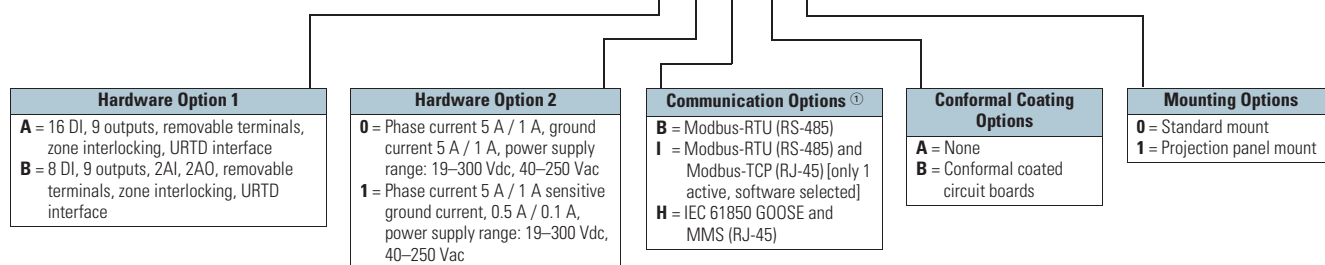 Hardware Option 1
A = 16 DI, 9 outputs, removable terminals,
zone interlocking, URTD interface
B = 8 DI, 9 outputs, 2AI, 2AO, removable
terminals, zone interlocking, URTD
interface
Hardware Option 2
0 = Phase current 5 A / 1 A, ground
current 5 A / 1 A, power supply
range: 19–300 Vdc, 40–250 Vac
1 = Phase current 5 A / 1 A sensitive
ground current, 0.5 A / 0.1 A,
power supply range: 19–300 Vdc,
40–250 Vac
Communication Options ①
B = Modbus-RTU (RS-485)
I = Modbus-RTU (RS-485) and
Modbus-TCP (RJ-45) [only 1
active, software selected]
H = IEC 61850 GOOSE and
MMS (RJ-45)
Conformal Coating
Options
A = None
B = Conformal coated
circuit boards
Mounting Options
0 = Standard mount
1 = Projection panel mount